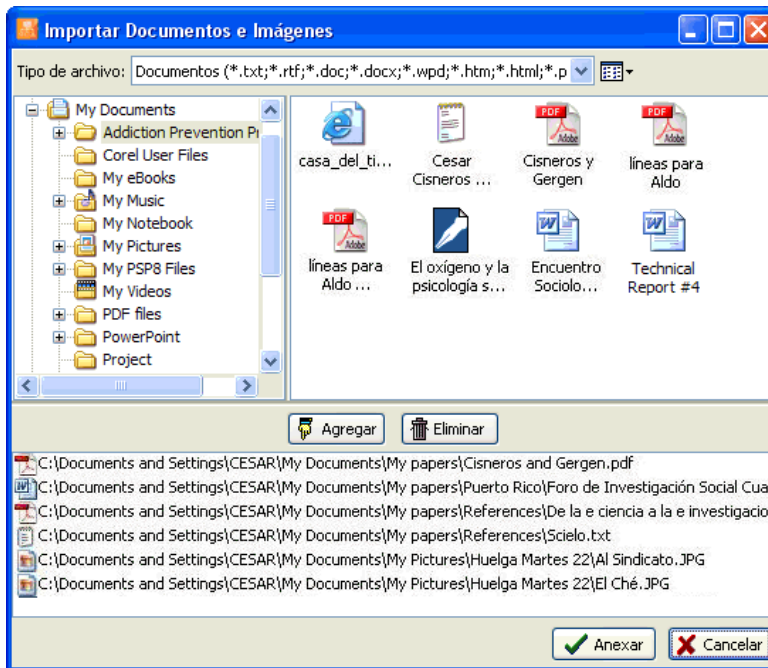 Importar Documentos e Imágenes
Tipo de archivo: Documentos (*.txt;*.rtf;*.doc;*.docx;*.wpd;*.htm;*.html;*.p
My Documents
Addiction Prevention Pr
Corel User Files
My eBooks
My Music
My Notebook
My Pictures
My PSP8 Files
My Videos
PDF files
PowerPoint
Project
casa_del_ti...
Cesar
Cisneros ...
PDF
Adobe
Cisneros y
Gergen
PDF
Adobe
líneas para
Aldo
PDF
Adobe
líneas para
Aldo ...
El oxígeno y la
psicología s...
Encuentro
Sociolo...
Technical
Report #4
Agregar
Eliminar
C:\Documents and Settings\CESAR\My Documents\My papers\Cisneros and Gergen.pdf
C:\Documents and Settings\CESAR\My Documents\My papers\Puerto Rico\Foro de Investigación Social Cua
C:\Documents and Settings\CESAR\My Documents\My papers\References\De la e ciencia a la e investigacio
C:\Documents and Settings\CESAR\My Documents\My papers\References\Scielo.txt
C:\Documents and Settings\CESAR\My Documents\My Pictures\Huelga Martes 22\Al Sindicato.JPG
C:\Documents and Settings\CESAR\My Documents\My Pictures\Huelga Martes 22\El Ché.JPG
Anexar
Cancelar